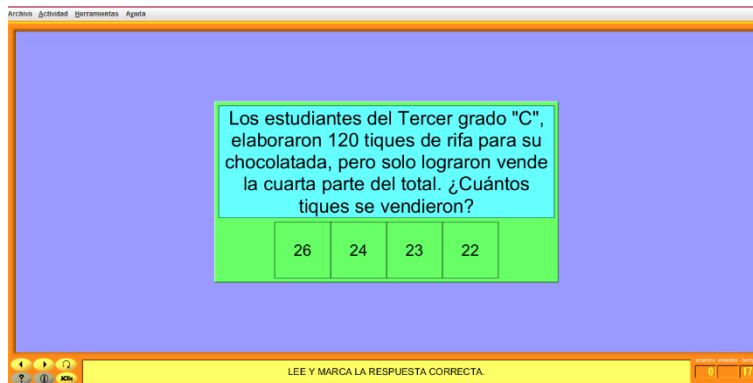 Archivo Actividad Herramientas Ayuda
Los estudiantes del Tercer grado "C",
elaboraron 120 tiques de rifa para su
chocolatada, pero solo lograron vende
la cuarta parte del total. ¿Cuántos
tiques se vendieron?
26 24 23 22
LEE Y MARCA LA RESPUESTA CORRECTA.
0
? JClic